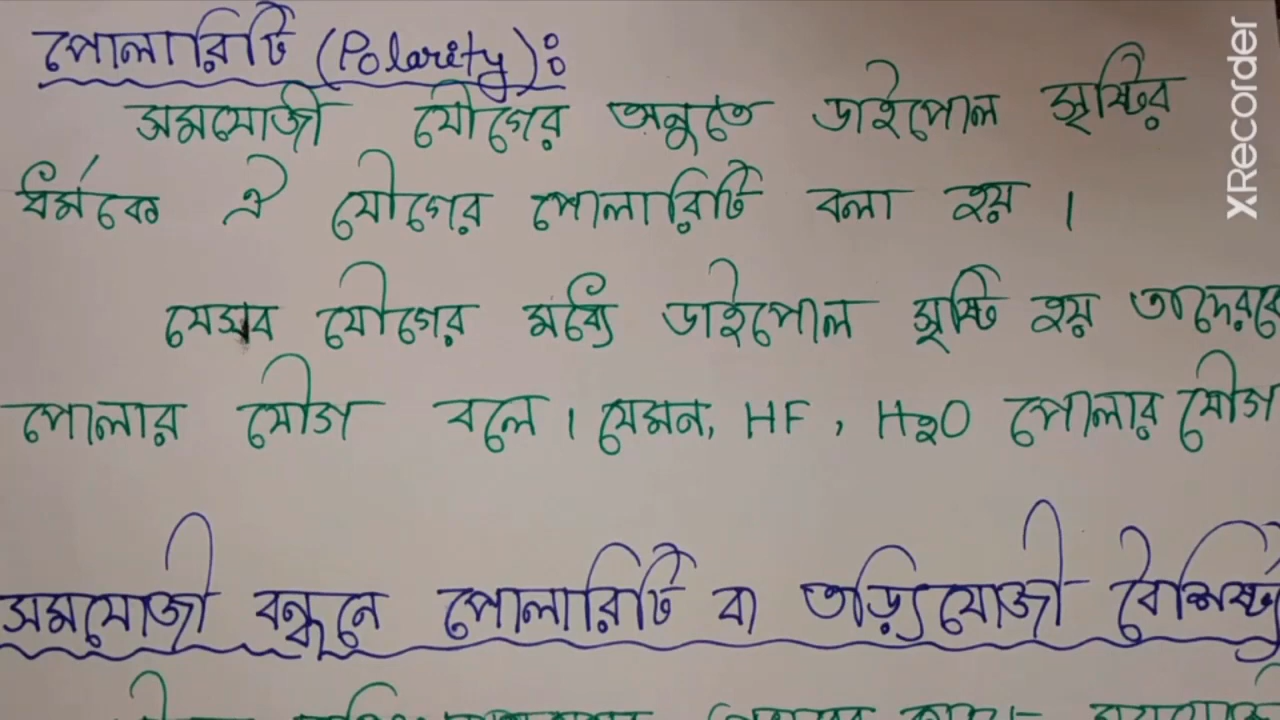 পোলারিটি (Polarity):
সমযোজী যৌগের অনুতে ডাইপোল সৃষ্টির
ধর্মকে ঐ যৌগের পোলারিটি বলা হয় ।
যেসব যৌগের মধ্যে ডাইপোল সৃষ্টি হয় তাদেরকে
পোলার যৌগ বলে । যেমন, HF, H2O পোলার যৌগ
সমযোজী বন্ধনে পোলারিটি বা তড়িৎযোজী বৈশিষ্ট্য
XRecorder